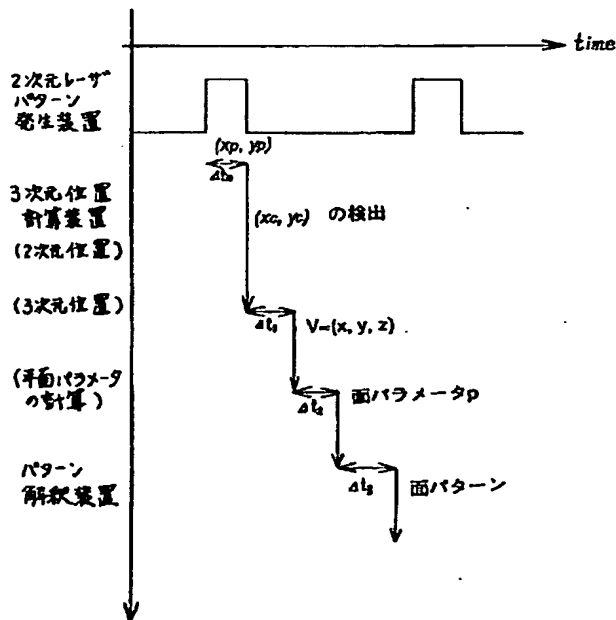 time
2次元レーザ
パターン
発生装置
(xp, yp)
Δt₀
3次元位置
計算装置
(xc, yc) の検出
(2次元位置)
(3次元位置)
Δt₁
V=(x, y, z)
(平面パラメータ
の計算)
Δt₂
面パラメータp
パターン
解釈装置
Δt₃
面パターン